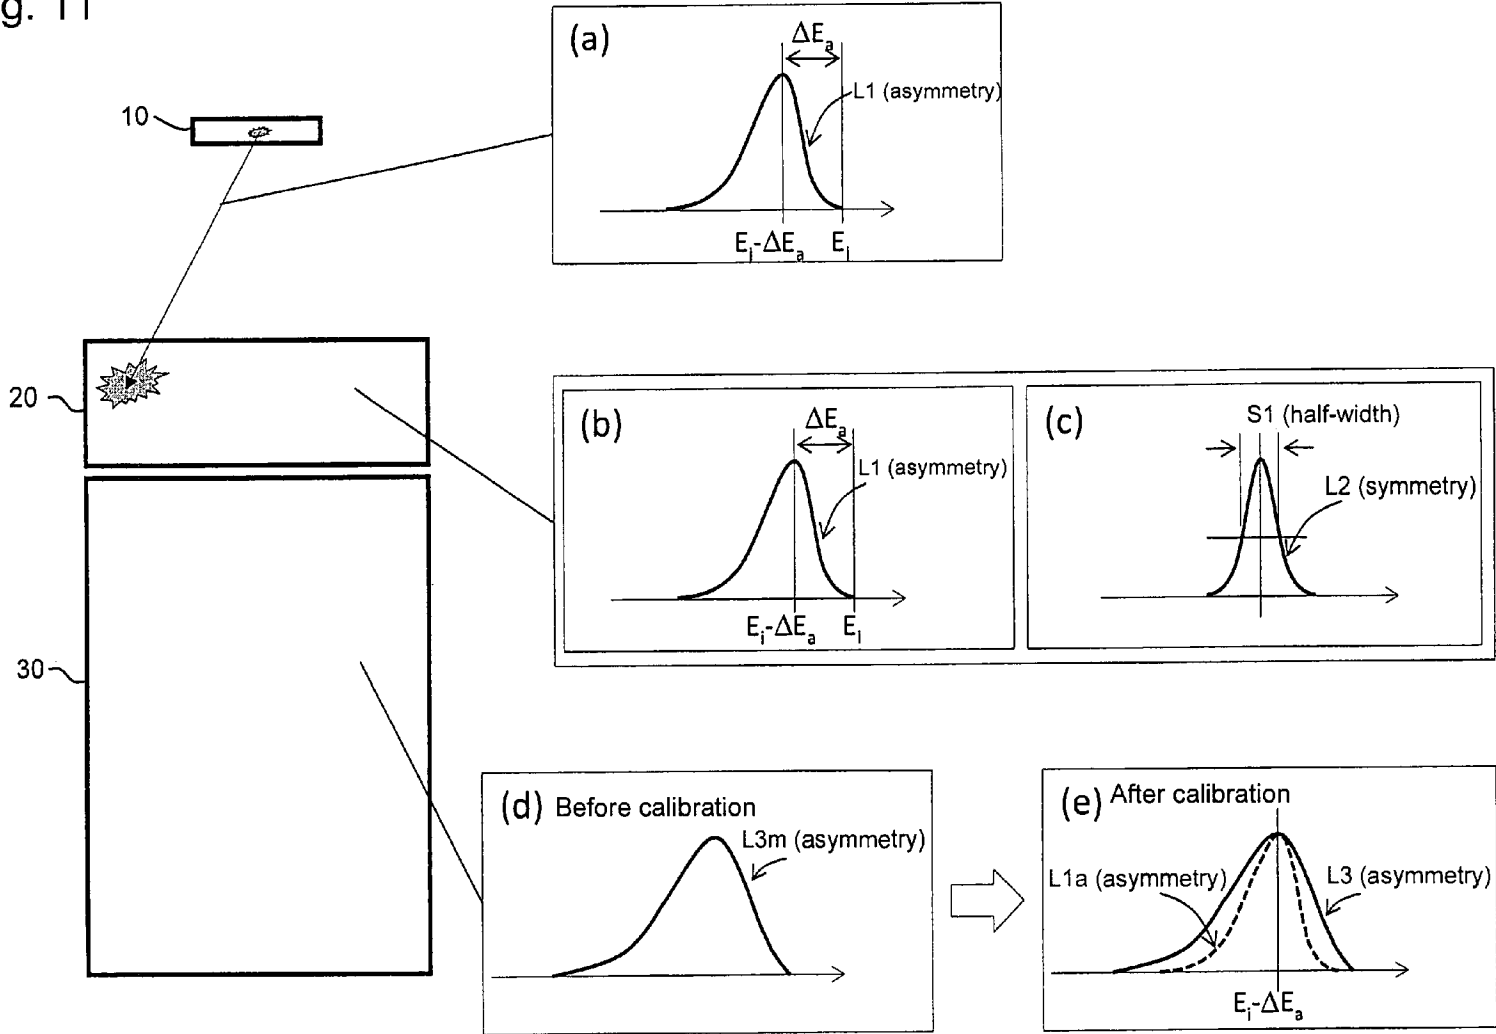 g. 11
(a)
ΔEa
L1 (asymmetry)
Ei-ΔEa Ei
10
20
(b)
ΔEa
L1 (asymmetry)
Ei-ΔEa Ei
(c)
S1 (half-width)
L2 (symmetry)
30
(d) Before calibration
L3m (asymmetry)
(e) After calibration
L1a (asymmetry)
L3 (asymmetry)
Ei-ΔEa